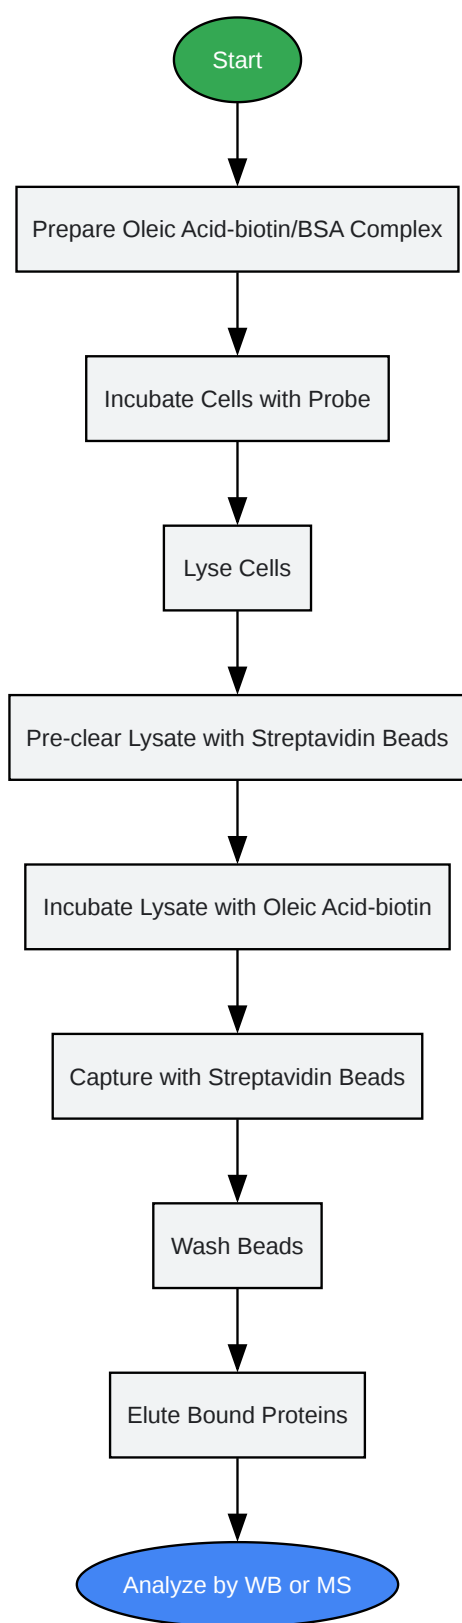 Start
Prepare Oleic Acid-biotin/BSA Complex
Incubate Cells with Probe
Lyse Cells
Pre-clear Lysate with Streptavidin Beads
Incubate Lysate with Oleic Acid-biotin
Capture with Streptavidin Beads
Wash Beads
Elute Bound Proteins
Analyze by WB or MS